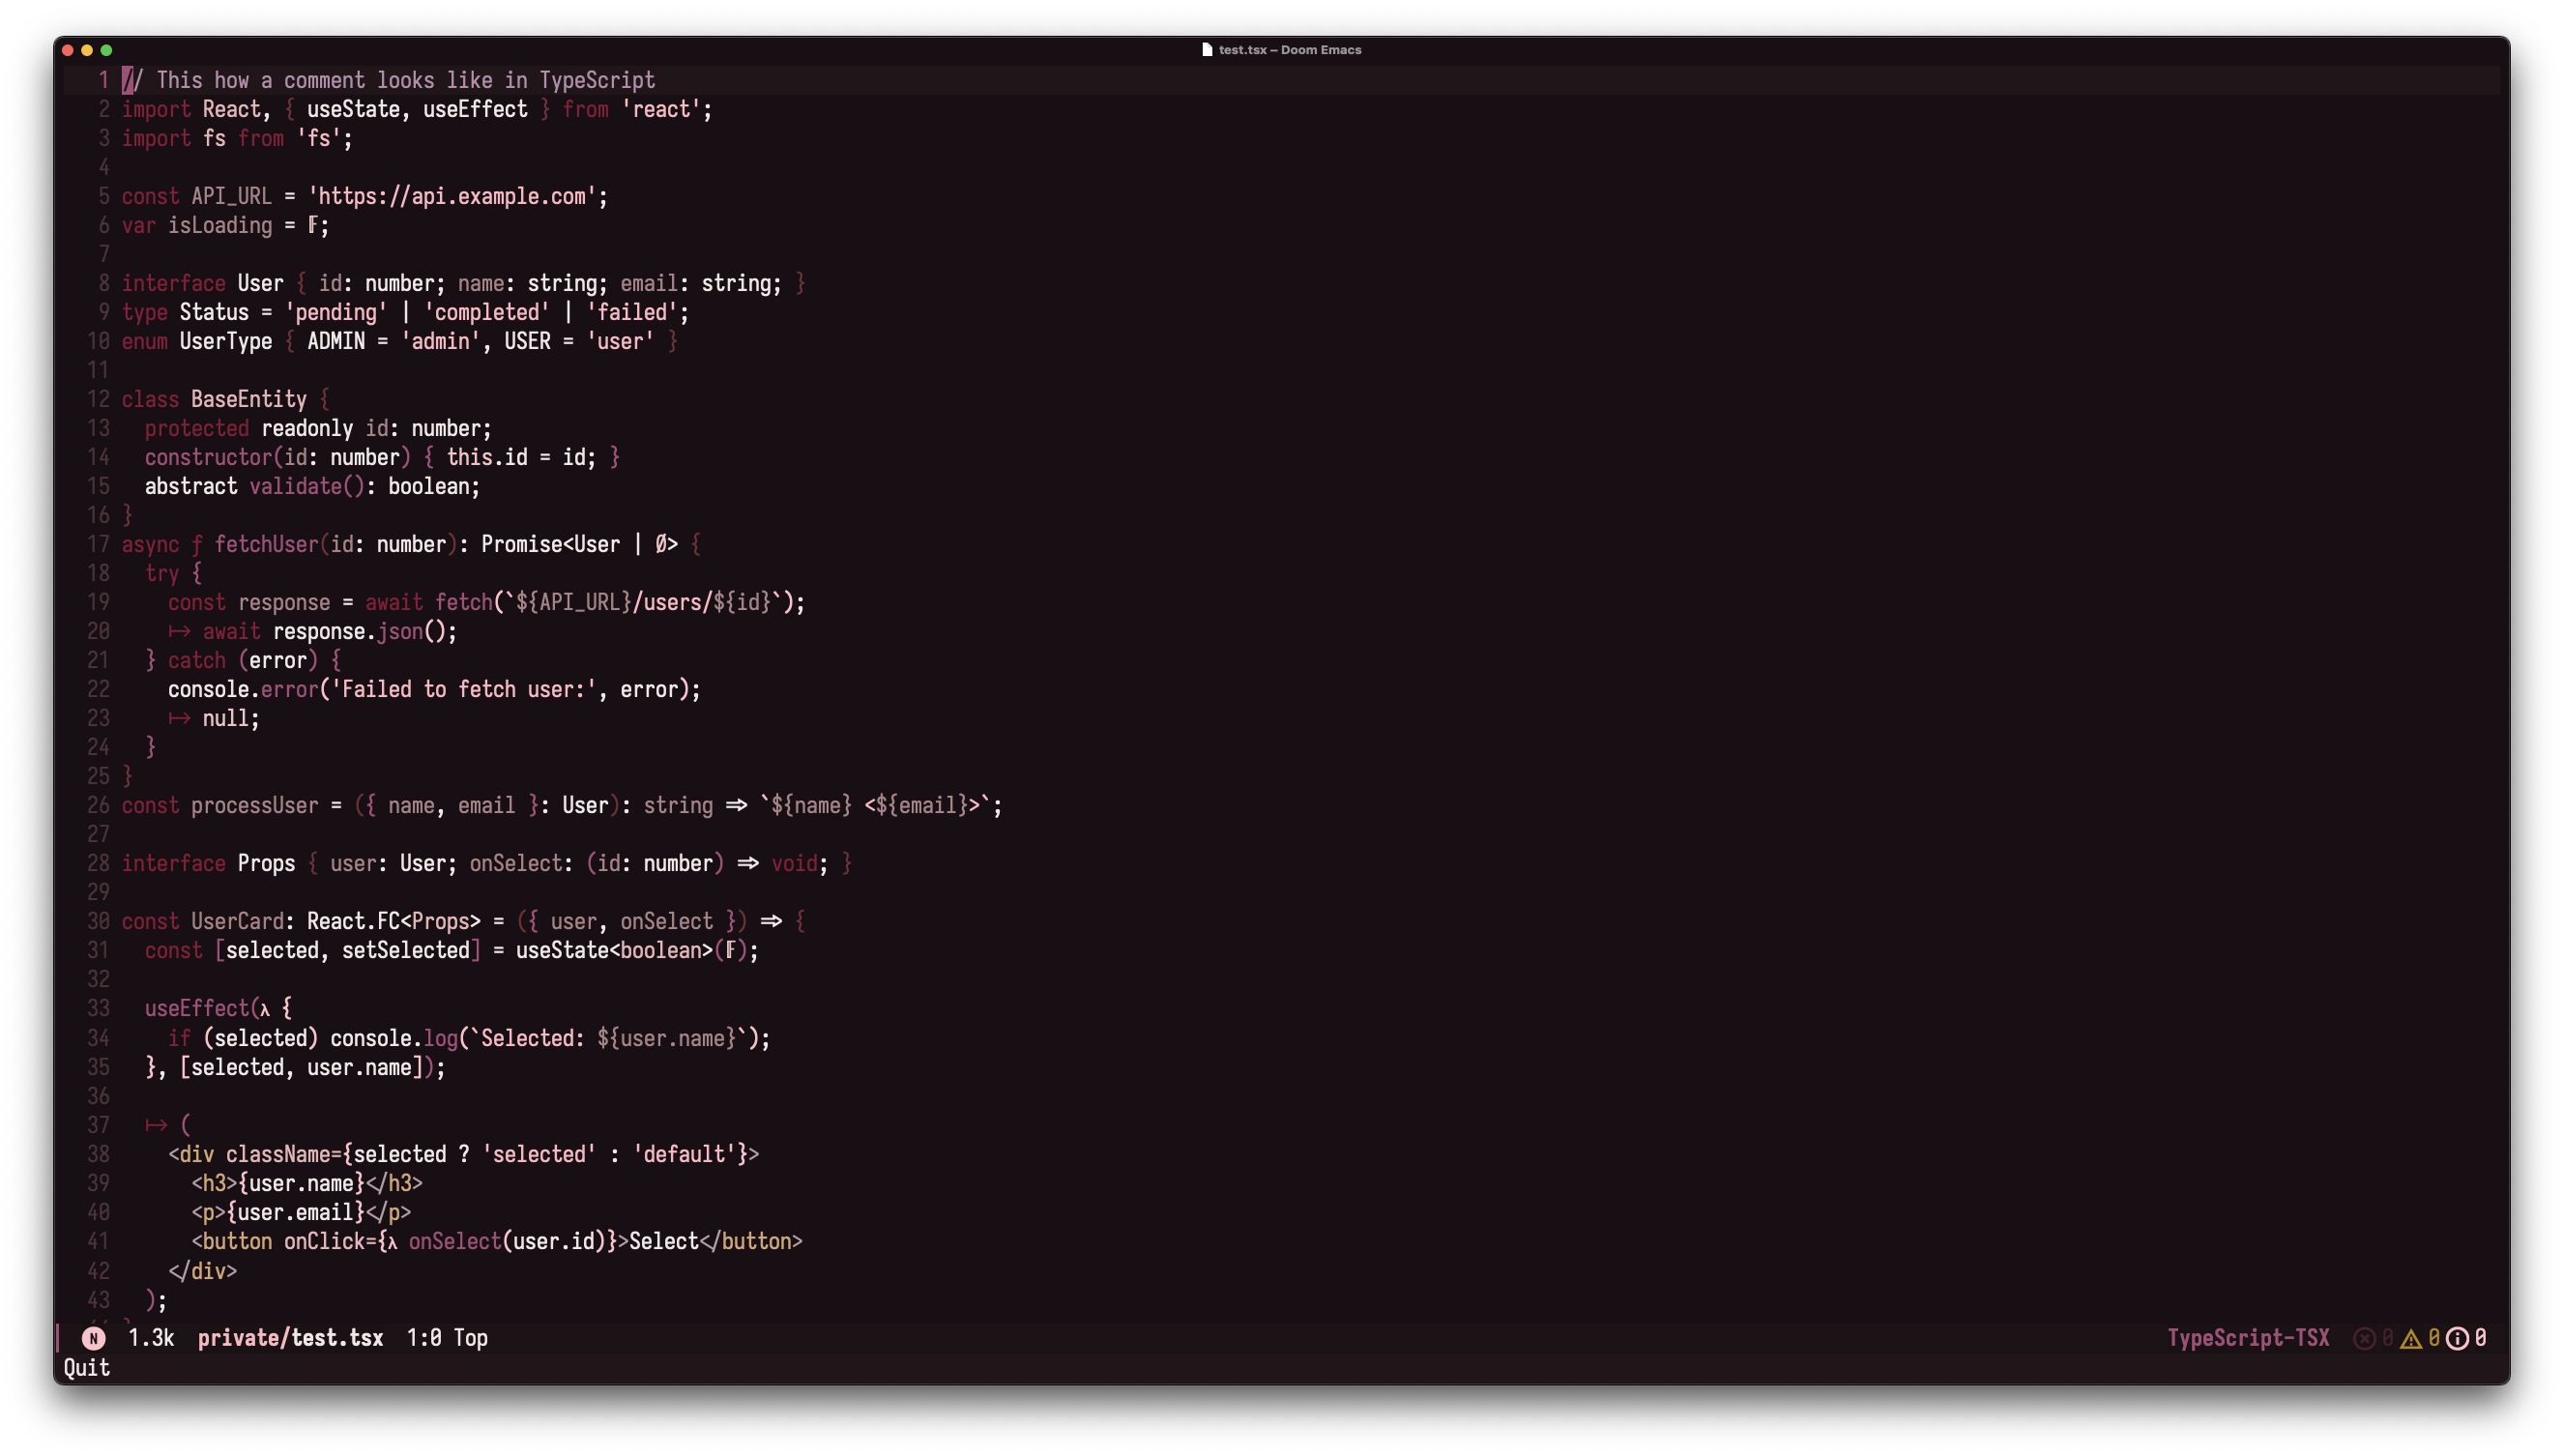 test.tsx – Doom Emacs
1 // This how a comment looks like in TypeScript
2 import React, { useState, useEffect } from 'react';
3 import fs from 'fs';
4
5 const API_URL = 'https://api.example.com';
6 var isLoading = 𝔽;
7
8 interface User { id: number; name: string; email: string; }
9 type Status = 'pending' | 'completed' | 'failed';
10 enum UserType { ADMIN = 'admin', USER = 'user' }
11
12 class BaseEntity {
13   protected readonly id: number;
14   constructor(id: number) { this.id = id; }
15   abstract validate(): boolean;
16 }
17 async ƒ fetchUser(id: number): Promise<User | Ø> {
18   try {
19     const response = await fetch(`${API_URL}/users/${id}`);
20     ↦ await response.json();
21   } catch (error) {
22     console.error('Failed to fetch user:', error);
23     ↦ null;
24   }
25 }
26 const processUser = ({ name, email }: User): string ⇒ `${name} <${email}>`;
27
28 interface Props { user: User; onSelect: (id: number) ⇒ void; }
29
30 const UserCard: React.FC<Props> = ({ user, onSelect }) ⇒ {
31   const [selected, setSelected] = useState<boolean>(𝔽);
32
33   useEffect(λ {
34     if (selected) console.log(`Selected: ${user.name}`);
35   }, [selected, user.name]);
36
37   ↦ (
38     <div className={selected ? 'selected' : 'default'}>
39       <h3>{user.name}</h3>
40       <p>{user.email}</p>
41       <button onClick={λ onSelect(user.id)}>Select</button>
42     </div>
43   );
N 1.3k private/test.tsx 1:0 Top TypeScript-TSX 0 0 0
Quit